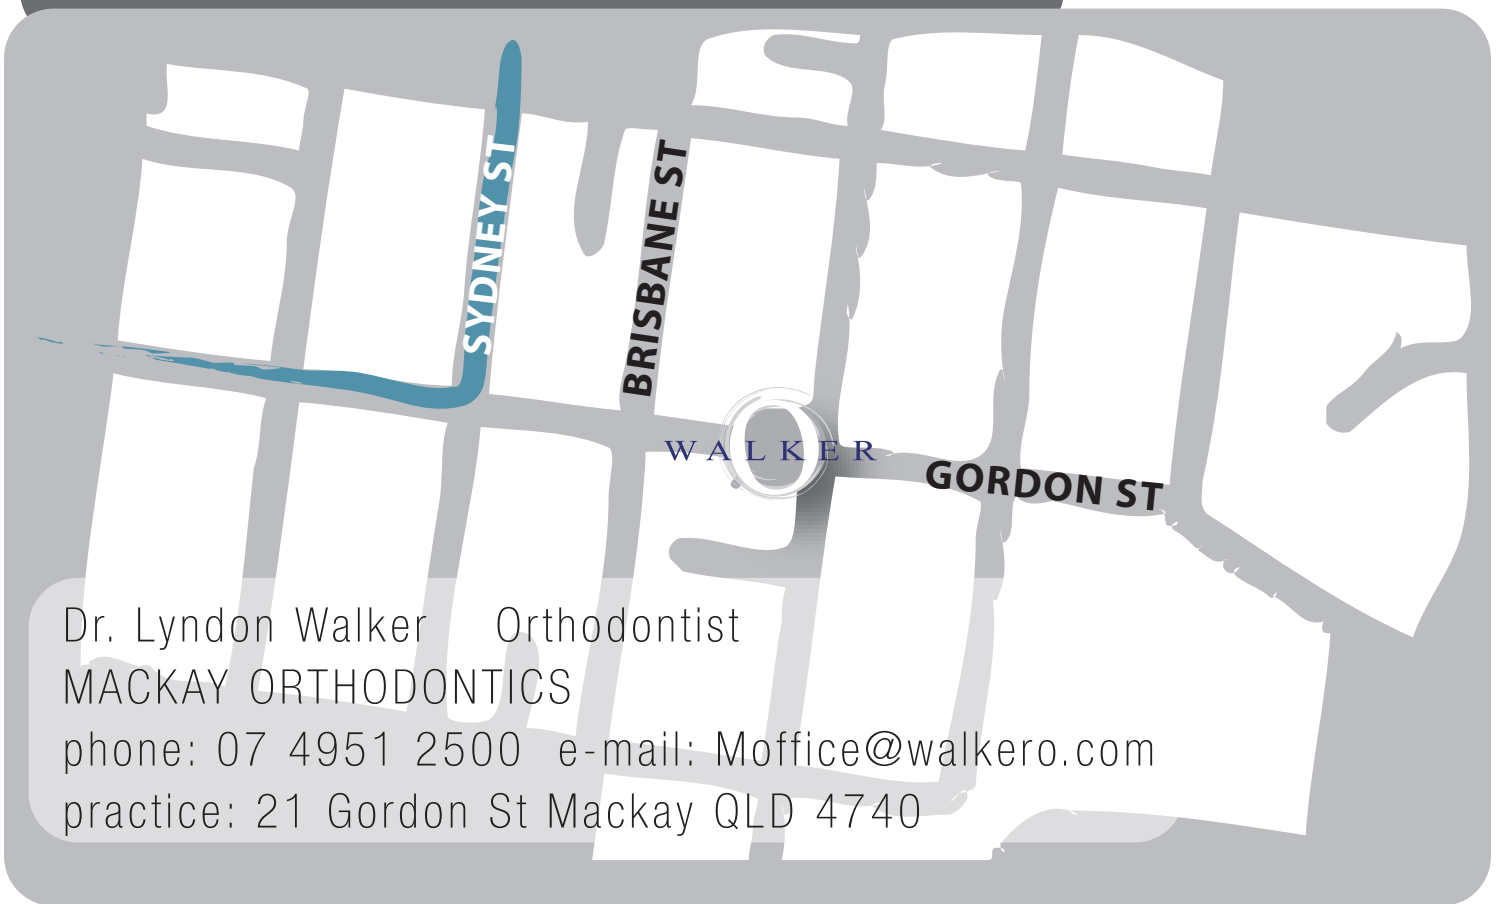 SYDNEY ST
BRISBANE ST
WALKER
GORDON ST
Dr. Lyndon Walker Orthodontist
MACKAY ORTHODONTICS
phone: 07 4951 2500 e-mail: Moffice@walkero.com
practice: 21 Gordon St Mackay QLD 4740